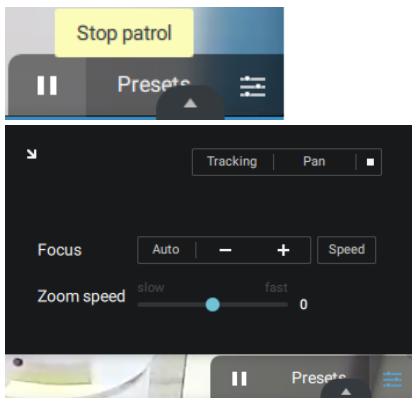 Stop patrol
Presets
Tracking Pan
Focus Auto − + Speed
slow fast
Zoom speed 0
Presets